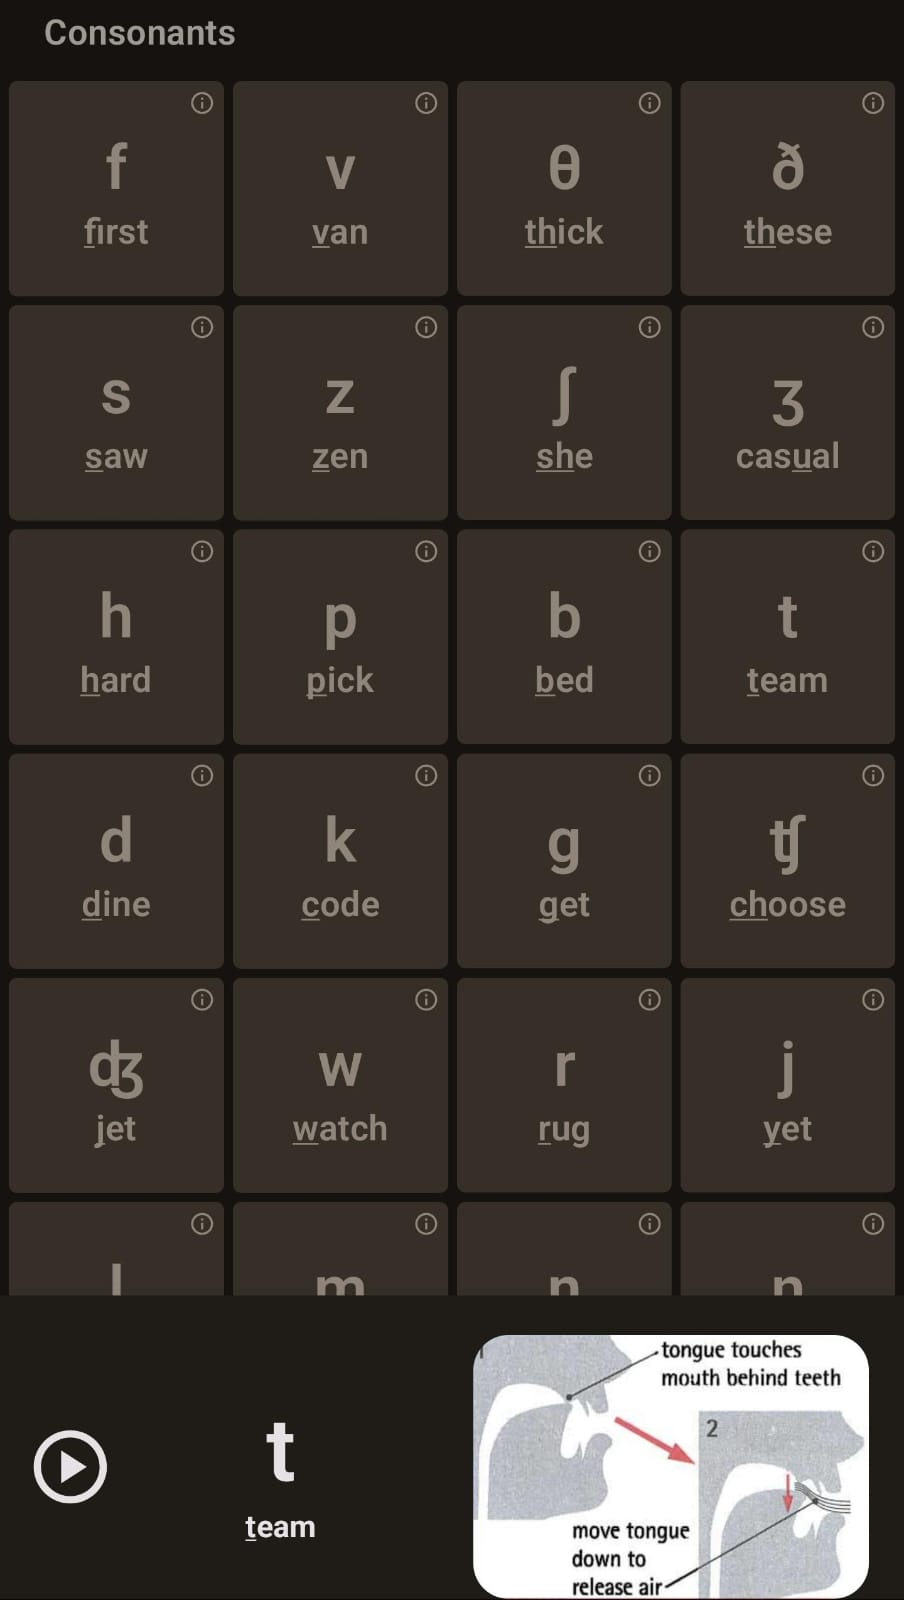 Consonants
f
first
v
van
θ
thick
ð
these
s
saw
z
zen
ʃ
she
ʒ
casual
h
hard
p
pick
b
bed
t
team
d
dine
k
code
g
get
ʧ
choose
ʤ
jet
w
watch
r
rug
j
yet
l
m
n
t
team
tongue touches
mouth behind teeth
2
move tongue
down to
release air